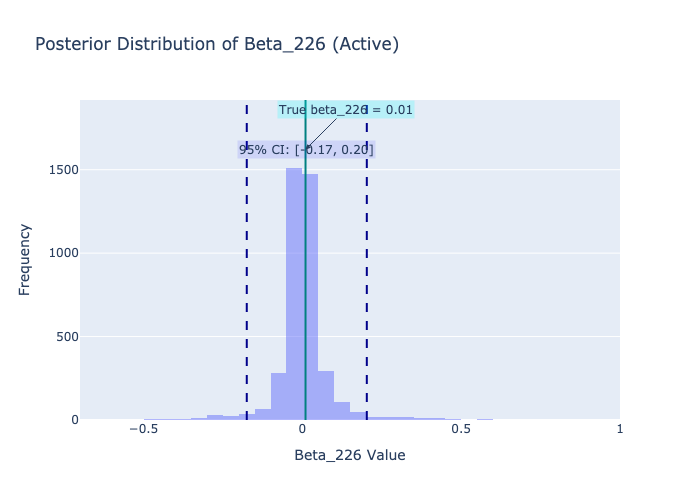 Posterior Distribution of Beta_226 (Active)
True beta_226 = 0.01
95% CI: [-0.17, 0.20]
1500
1000
500
0
Frequency
−0.5
0
0.5
1
Beta_226 Value